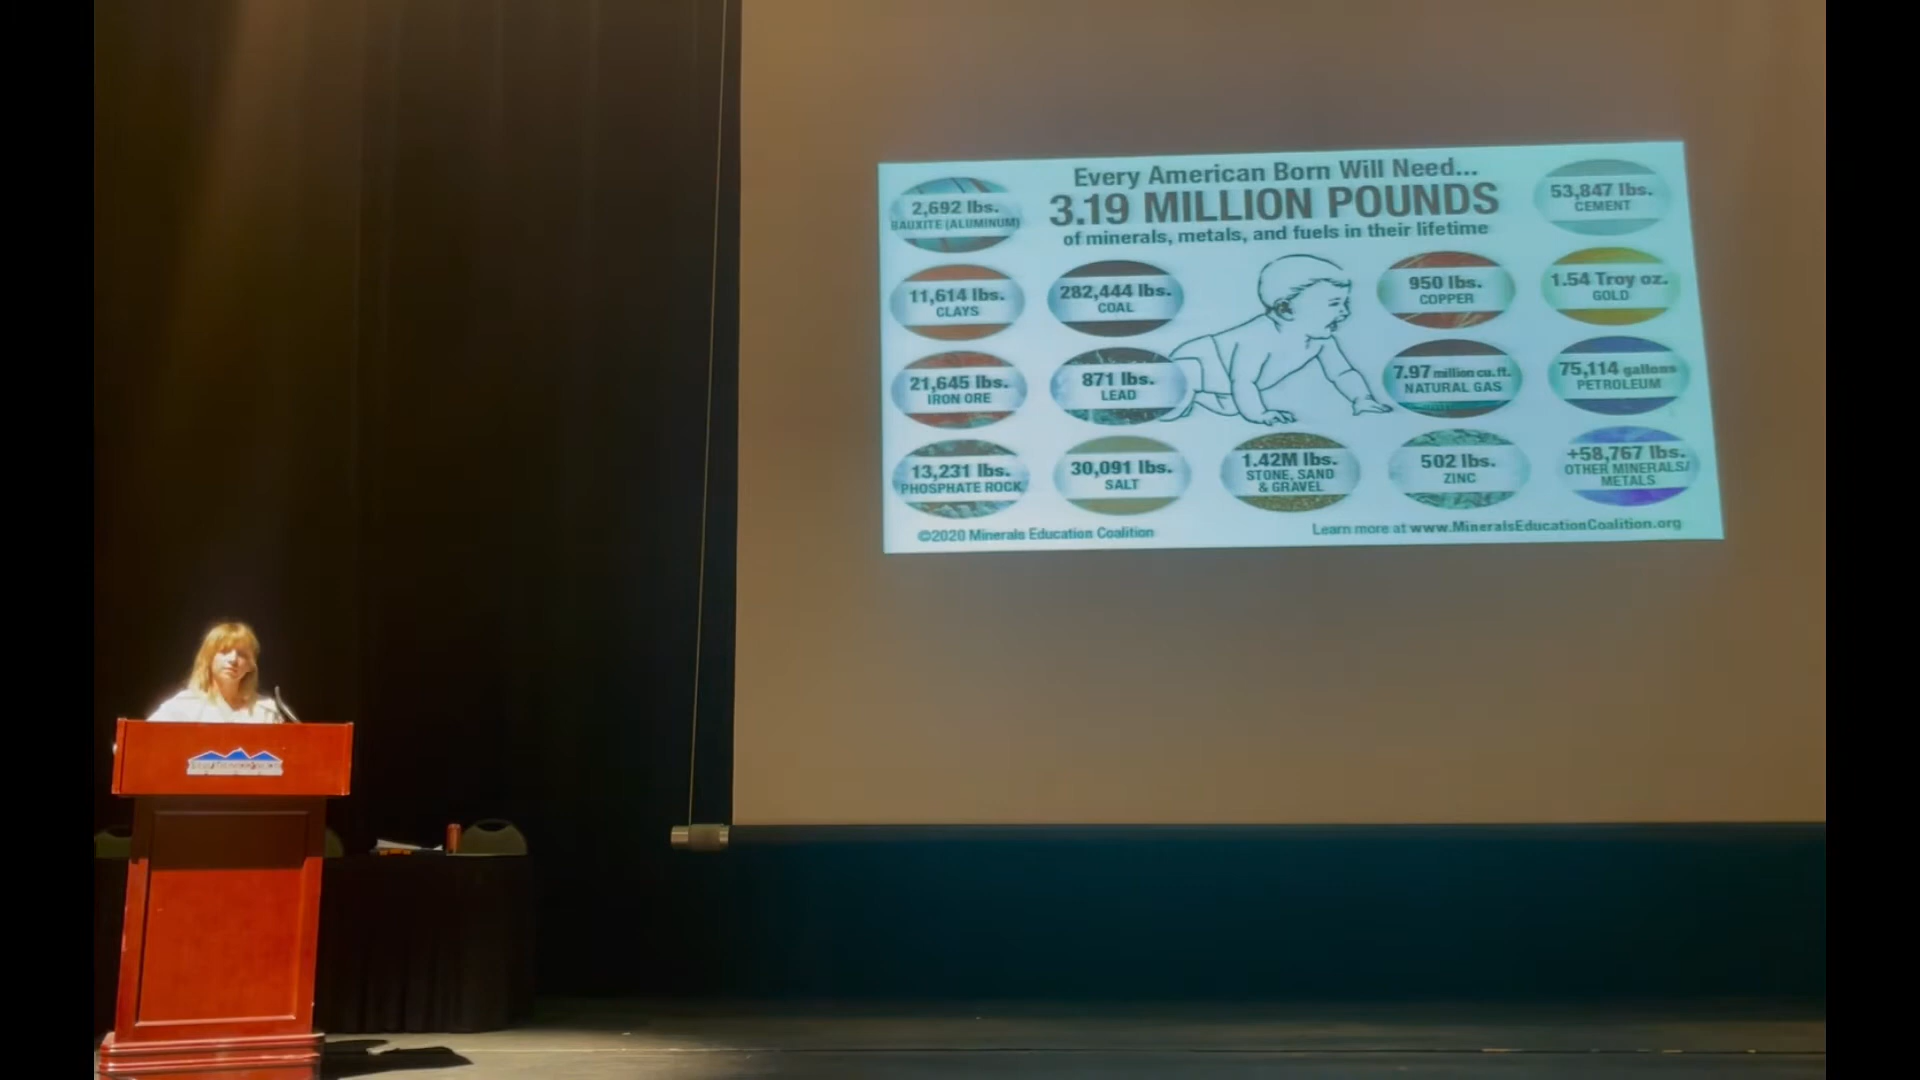 Every American Born Will Need...
3.19 MILLION POUNDS
of minerals, metals, and fuels in their lifetime
2,692 lbs.
BAUXITE (ALUMINUM)
53,847 lbs.
CEMENT
11,614 lbs.
CLAYS
282,444 lbs.
COAL
950 lbs.
COPPER
1.54 Troy oz.
GOLD
21,645 lbs.
IRON ORE
871 lbs.
LEAD
7.97 million cu. ft.
NATURAL GAS
75,114 gallons
PETROLEUM
13,231 lbs.
PHOSPHATE ROCK
30,091 lbs.
SALT
1.42M lbs.
STONE, SAND
& GRAVEL
502 lbs.
ZINC
+58,767 lbs.
OTHER MINERALS/
METALS
©2020 Minerals Education Coalition
Learn more at www.MineralsEducationCoalition.org